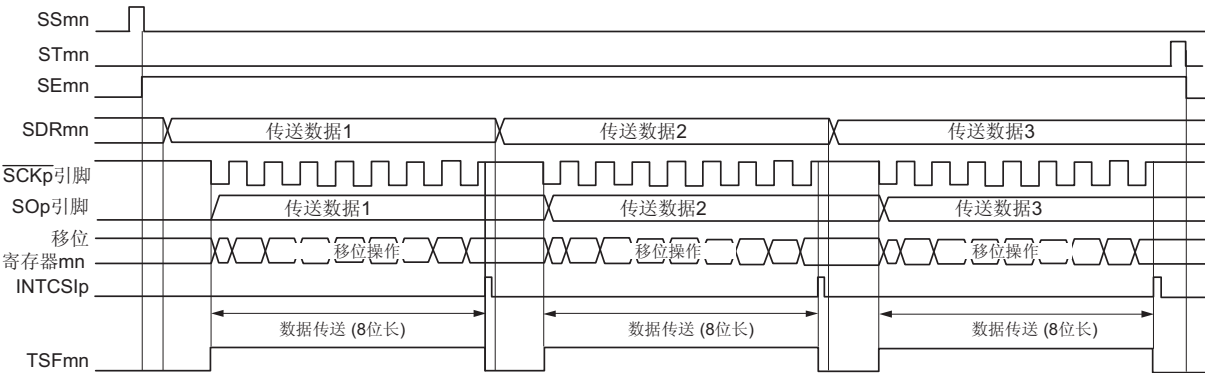 SSmn
STmn
SEmn
SDRmn 传送数据1 传送数据2 传送数据3
SCKp引脚
SOp引脚 传送数据1 传送数据2 传送数据3
移位
寄存器mn 移位操作 移位操作 移位操作
INTCSIp
数据传送 (8位长) 数据传送 (8位长) 数据传送 (8位长)
TSFmn